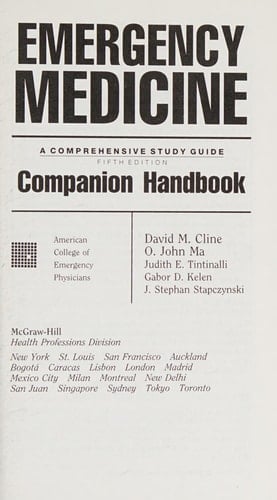 EMERGENCY
MEDICINE
A COMPREHENSIVE STUDY GUIDE
FIFTH EDITION
Companion Handbook
American
College of
Emergency
Physicians
David M. Cline
O. John Ma
Judith E. Tintinalli
Gabor D. Kelen
J. Stephan Stapczynski
McGraw-Hill
Health Professions Division
New York St. Louis San Francisco Auckland
Bogotá Caracas Lisbon London Madrid
Mexico City Milan Montreal New Delhi
San Juan Singapore Sydney Tokyo Toronto